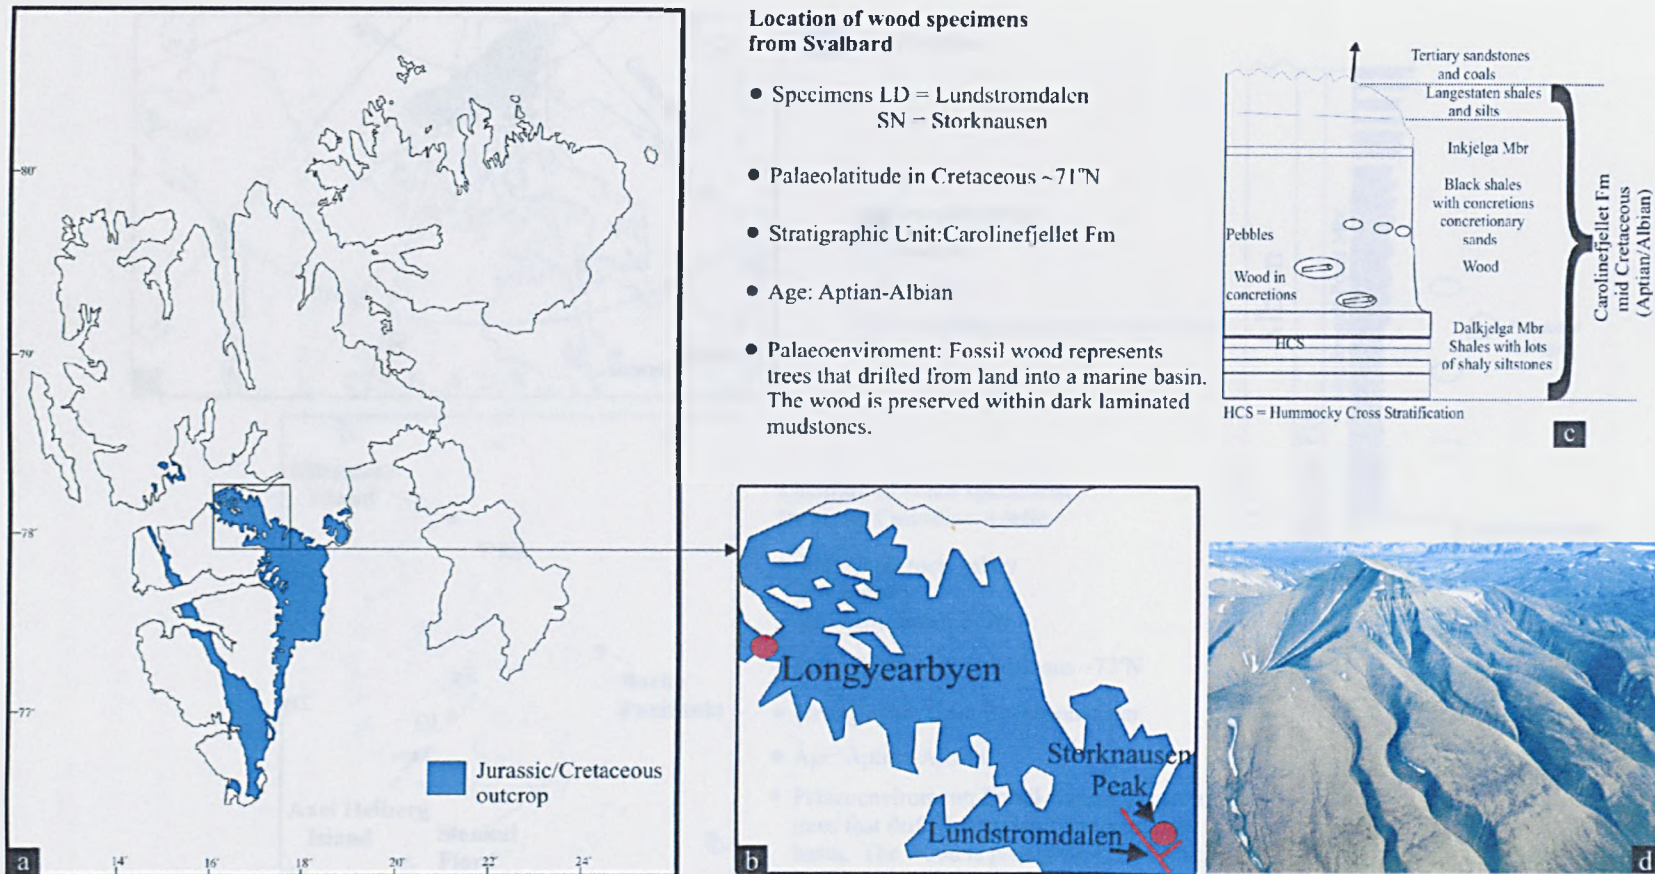 Location of wood specimens
from Svalbard
● Specimens LD = Lundstromdalen
SN = Storknausen
● Palaeolatitude in Cretaceous ~71°N
● Stratigraphic Unit:Carolinefjellet Fm
● Age: Aptian-Albian
● Palaeoenviroment: Fossil wood represents
trees that drifted from land into a marine basin.
The wood is preserved within dark laminated
mudstones.
80°
79°
78°
77°
14°
16°
18°
20°
22°
24°
Jurassic/Cretaceous
outcrop
a
Longyearbyen
Storknausen
Peak
Lundstromdalen
b
Tertiary sandstones
and coals
Langestaten shales
and silts
Inkjelga Mbr
Black shales
with concretions
concretionary
sands
Pebbles
Wood
Wood in
concretions
Dalkjelga Mbr
HCS
Shales with lots
of shaly siltstones
Carolinefjellet Fm
mid Cretaceous
(Aptian/Albian)
HCS = Hummocky Cross Stratification
c
d